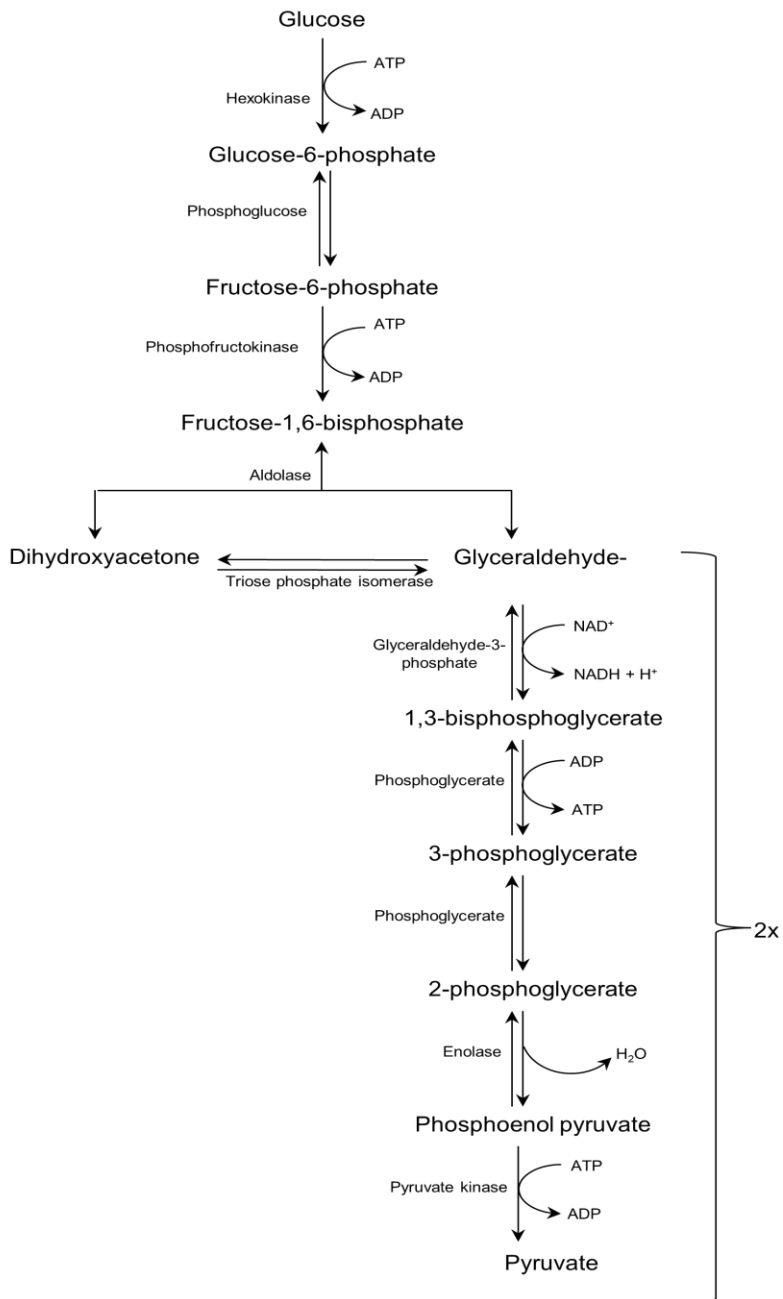 Glucose
ATP
Hexokinase
ADP
Glucose-6-phosphate
Phosphoglucose
Fructose-6-phosphate
ATP
Phosphofructokinase
ADP
Fructose-1,6-bisphosphate
Aldolase
Dihydroxyacetone
Glyceraldehyde-
Triose phosphate isomerase
NAD⁺
Glyceraldehyde-3-
phosphate
NADH + H⁺
1,3-bisphosphoglycerate
ADP
Phosphoglycerate
ATP
3-phosphoglycerate
Phosphoglycerate
2x
2-phosphoglycerate
Enolase
H₂O
Phosphoenol pyruvate
ATP
Pyruvate kinase
ADP
Pyruvate